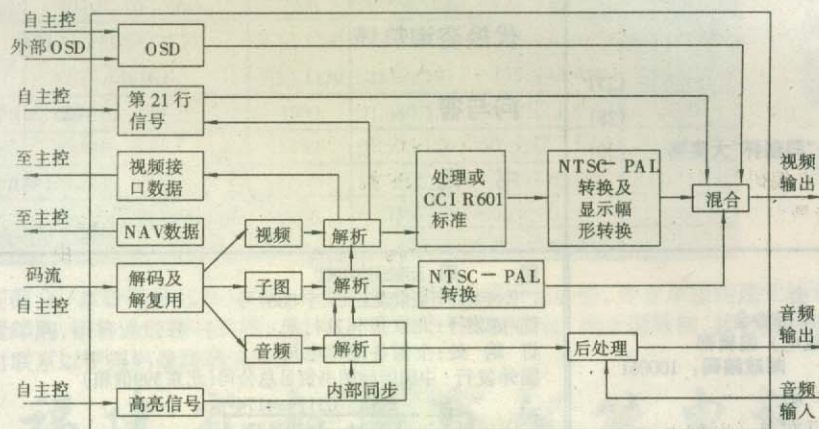 自主控
外部OSD
OSD
自主控
第21行
信号
至主控
视频接
口数据
至主控
NAV数据
码流
自主控
解码及
解复用
视频
解析
子图
解析
音频
解析
处理或
CCIR601
标准
NTSC-PAL
转换及
显示幅
形转换
混合
视频
输出
NTSC-PAL
转换
后处理
音频
输出
音频
输入
自主控
高亮信号
内部同步